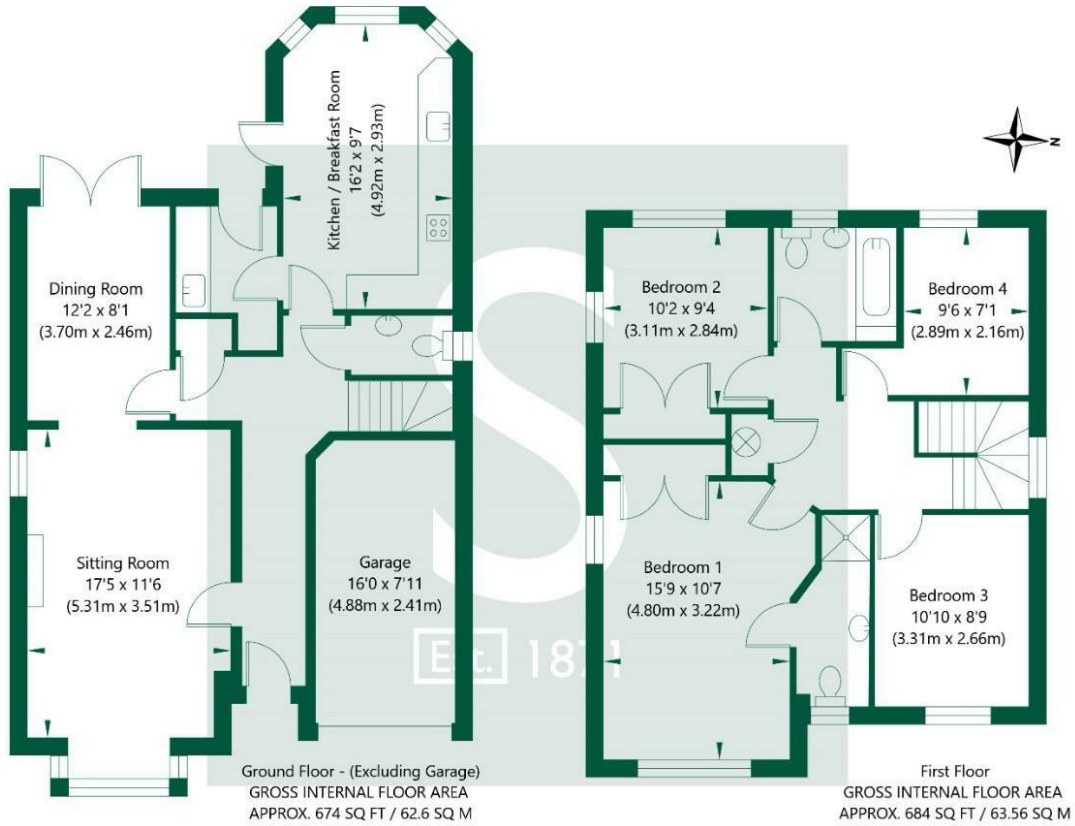 Kitchen / Breakfast Room
16'2 x 9'7
(4.92m x 2.93m)
N
Dining Room
12'2 x 8'1
(3.70m x 2.46m)
Bedroom 2
10'2 x 9'4
(3.11m x 2.84m)
Bedroom 4
9'6 x 7'1
(2.89m x 2.16m)
S
Sitting Room
17'5 x 11'6
(5.31m x 3.51m)
Garage
16'0 x 7'11
(4.88m x 2.41m)
Bedroom 1
15'9 x 10'7
(4.80m x 3.22m)
Bedroom 3
10'10 x 8'9
(3.31m x 2.66m)
Est. 1871
Ground Floor - (Excluding Garage)
GROSS INTERNAL FLOOR AREA
APPROX. 674 SQ FT / 62.6 SQ M
First Floor
GROSS INTERNAL FLOOR AREA
APPROX. 684 SQ FT / 63.56 SQ M